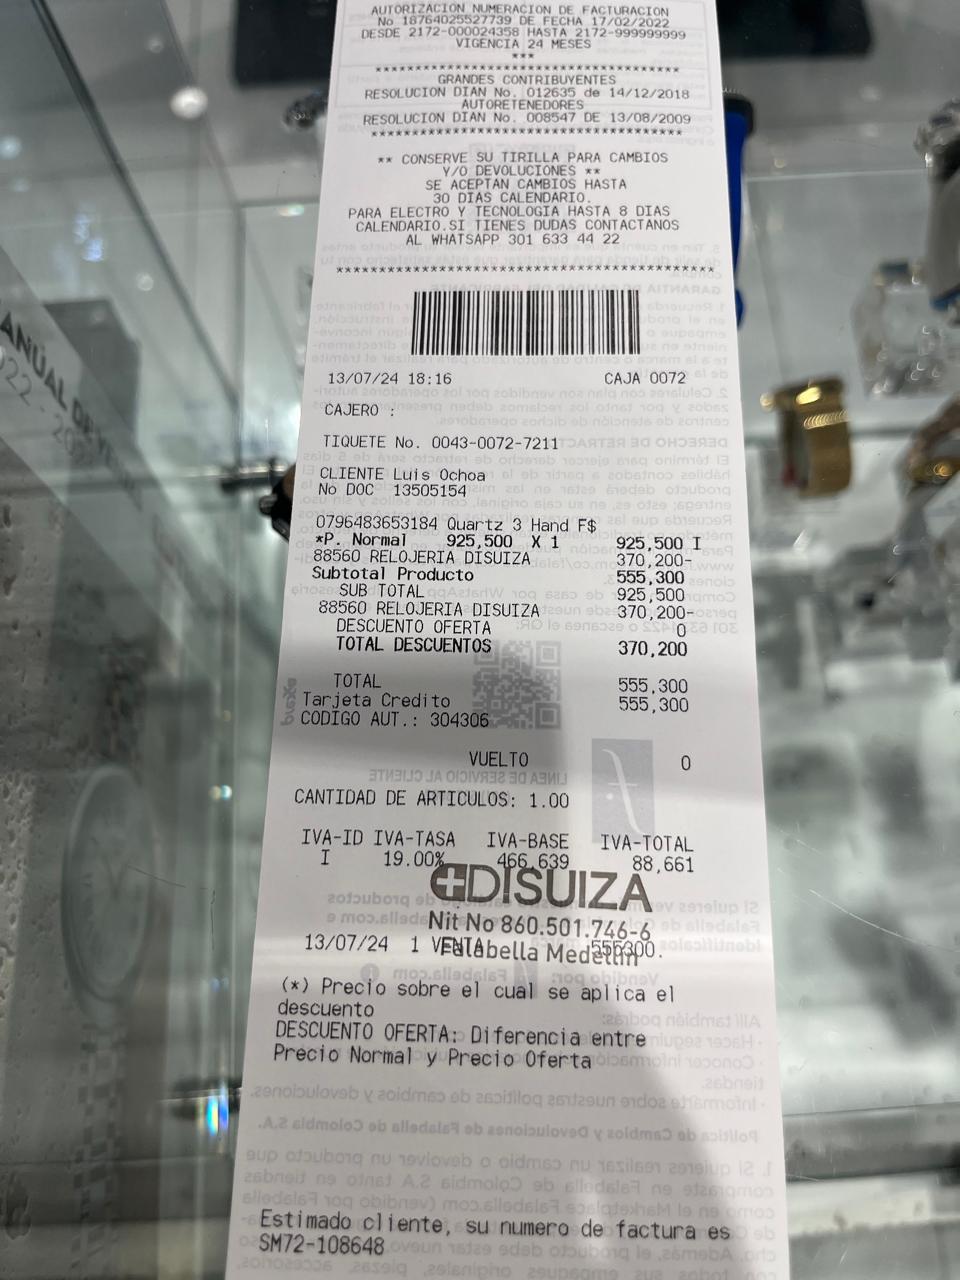 AUTORIZACION NUMERACION DE FACTURACION
No 18764025527739 DE FECHA 17/02/2022
DESDE 2172-000024358 HASTA 2172-999999999
VIGENCIA 24 MESES
***
GRANDES CONTRIBUYENTES
RESOLUCION DIAN No. 012635 de 14/12/2018
AUTORETENEDORES
RESOLUCION DIAN No. 008547 DE 13/08/2009
** CONSERVE SU TIRILLA PARA CAMBIOS
Y/O DEVOLUCIONES **
SE ACEPTAN CAMBIOS HASTA
30 DIAS CALENDARIO.
PARA ELECTRO Y TECNOLOGIA HASTA 8 DIAS
CALENDARIO.SI TIENES DUDAS CONTACTANOS
AL WHATSAPP 301 633 44 22
13/07/24 18:16 CAJA 0072
CAJERO :
TIQUETE No. 0043-0072-7211
CLIENTE Luis Ochoa
No DOC 13505154
0796483653184 Quartz 3 Hand F$
*P. Normal 925,500 X 1 925,500 I
88560 RELOJERIA DISUIZA 370,200-
Subtotal Producto 555,300
SUB TOTAL 925,500
88560 RELOJERIA DISUIZA 370,200-
DESCUENTO OFERTA 0
TOTAL DESCUENTOS 370,200
TOTAL 555,300
Tarjeta Credito 555,300
CODIGO AUT.: 304306
VUELTO 0
CANTIDAD DE ARTICULOS: 1.00
IVA-ID IVA-TASA IVA-BASE IVA-TOTAL
I 19.00% 466,639 88,661
DISUIZA
Nit No 860.501.746-6
Falabella Medellin
13/07/24 1 VENTA 555300.
(*) Precio sobre el cual se aplica el
descuento
DESCUENTO OFERTA: Diferencia entre
Precio Normal y Precio Oferta
Estimado cliente, su numero de factura es
SM72-108648